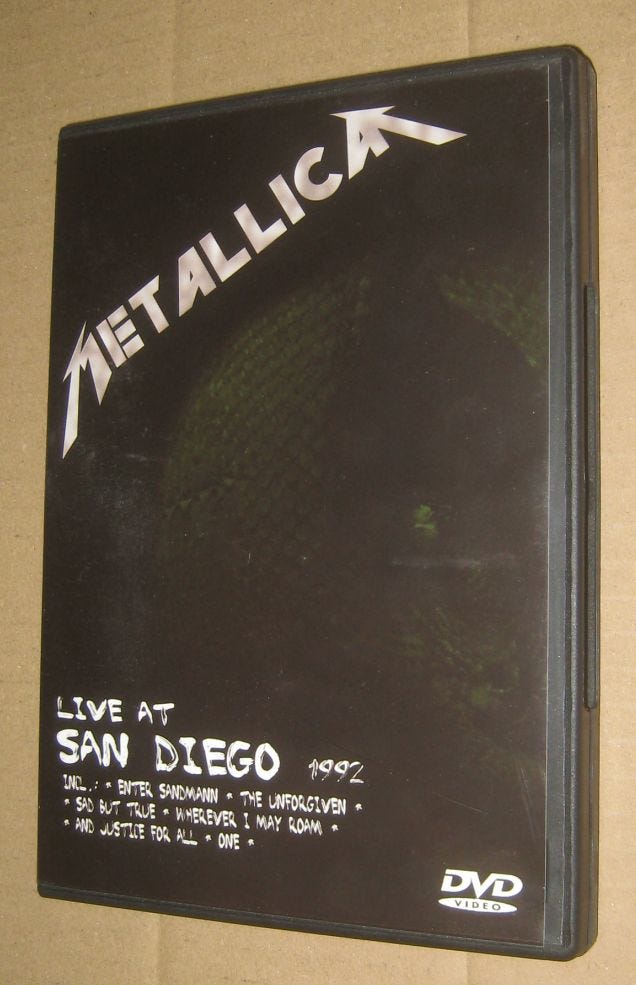 METALLICA
LIVE AT
SAN DIEGO 1992
INCL.: * ENTER SANDMANN * THE UNFORGIVEN *
* SAD BUT TRUE * WHEREVER I MAY ROAM *
* AND JUSTICE FOR ALL * ONE *
DVD
VIDEO